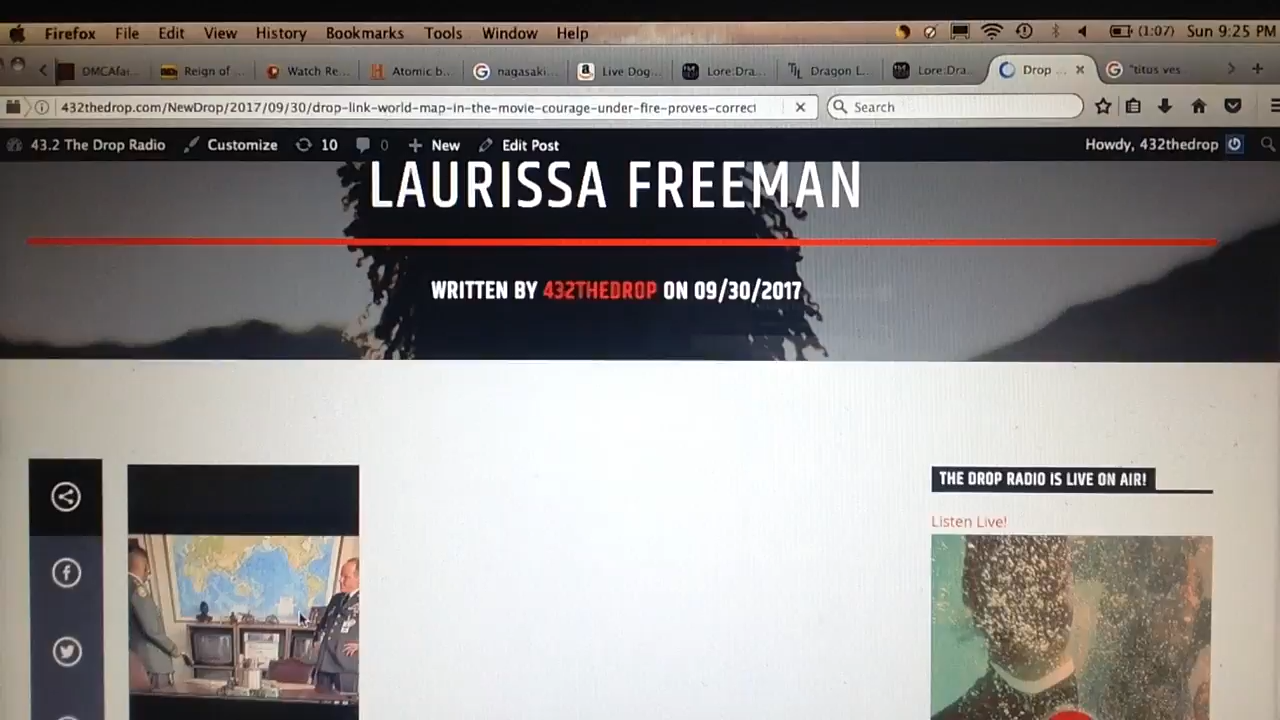 Firefox File Edit View History Bookmarks Tools Window Help (1:07) Sun 9:25 PM
DMCAfat... Reign of ... Watch Re... Atomic b... nagasaki... Live Dog... Lore:Dra... Dragon L... Lore:Dra... Drop ... "titus ves
432thedrop.com/NewDrop/2017/09/30/drop-link-world-map-in-the-movie-courage-under-fire-proves-correct Search
43.2 The Drop Radio Customize 10 0 New Edit Post Howdy, 432thedrop
LAURISSA FREEMAN
WRITTEN BY 432THEDROP ON 09/30/2017
THE DROP RADIO IS LIVE ON AIR!
Listen Live!